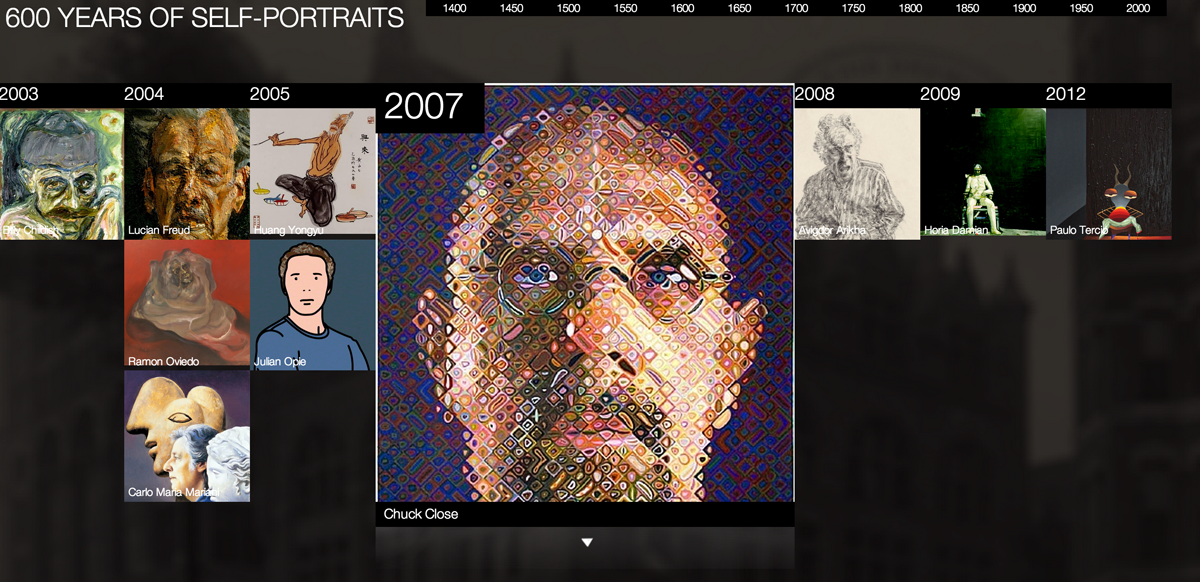 600 YEARS OF SELF-PORTRAITS
1400 1450 1500 1550 1600 1650 1700 1750 1800 1850 1900 1950 2000
2003
2004
2005
2007
2008
2009
2012
Billy Childish
Lucian Freud
Huang Yongyu
Avigdor Arikha
Horia Damian
Paulo Tercio
Ramon Oviedo
Julian Opie
Carlo Maria Mariani
Chuck Close